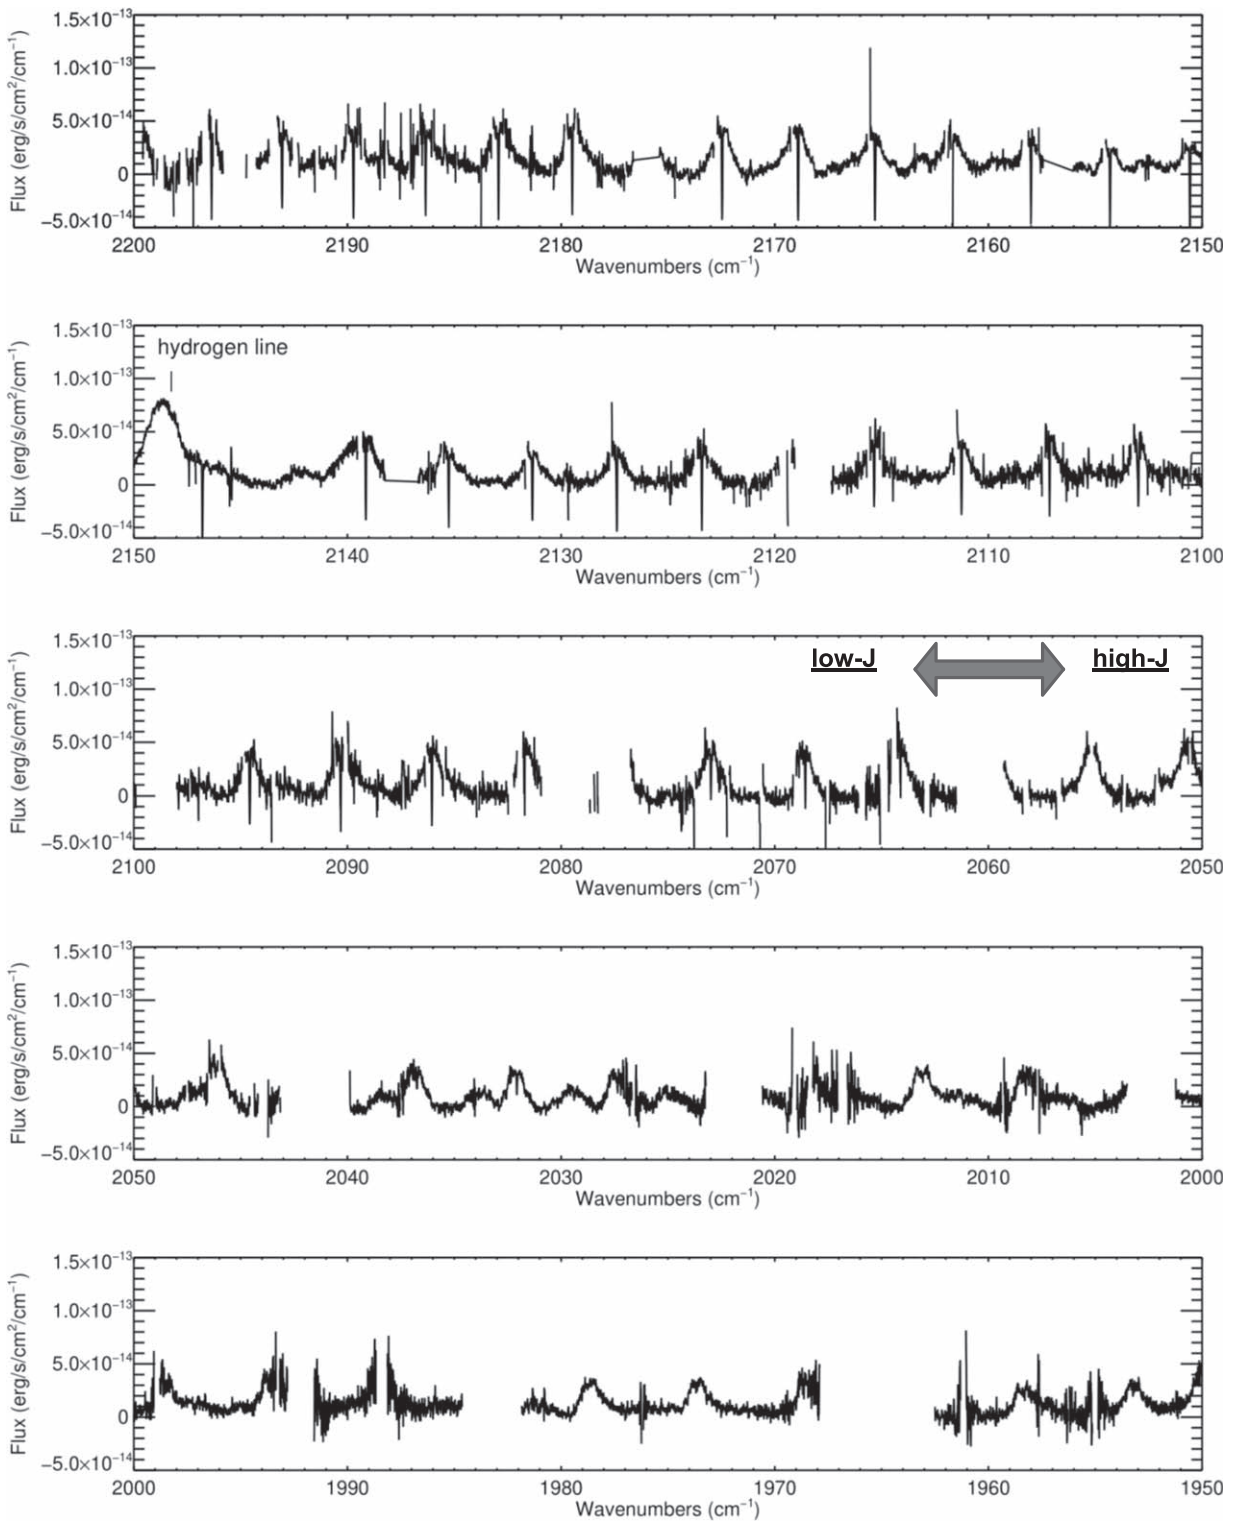 1.5×10⁻¹³
1.0×10⁻¹³
5.0×10⁻¹⁴
0
−5.0×10⁻¹⁴
Flux (erg/s/cm²/cm⁻¹)
2200 2190 2180 2170 2160 2150
Wavenumbers (cm⁻¹)
1.5×10⁻¹³
hydrogen line
1.0×10⁻¹³
5.0×10⁻¹⁴
0
−5.0×10⁻¹⁴
Flux (erg/s/cm²/cm⁻¹)
2150 2140 2130 2120 2110 2100
Wavenumbers (cm⁻¹)
1.5×10⁻¹³
low-J high-J
1.0×10⁻¹³
5.0×10⁻¹⁴
0
−5.0×10⁻¹⁴
Flux (erg/s/cm²/cm⁻¹)
2100 2090 2080 2070 2060 2050
Wavenumbers (cm⁻¹)
1.5×10⁻¹³
1.0×10⁻¹³
5.0×10⁻¹⁴
0
−5.0×10⁻¹⁴
Flux (erg/s/cm²/cm⁻¹)
2050 2040 2030 2020 2010 2000
Wavenumbers (cm⁻¹)
1.5×10⁻¹³
1.0×10⁻¹³
5.0×10⁻¹⁴
0
−5.0×10⁻¹⁴
Flux (erg/s/cm²/cm⁻¹)
2000 1990 1980 1970 1960 1950
Wavenumbers (cm⁻¹)